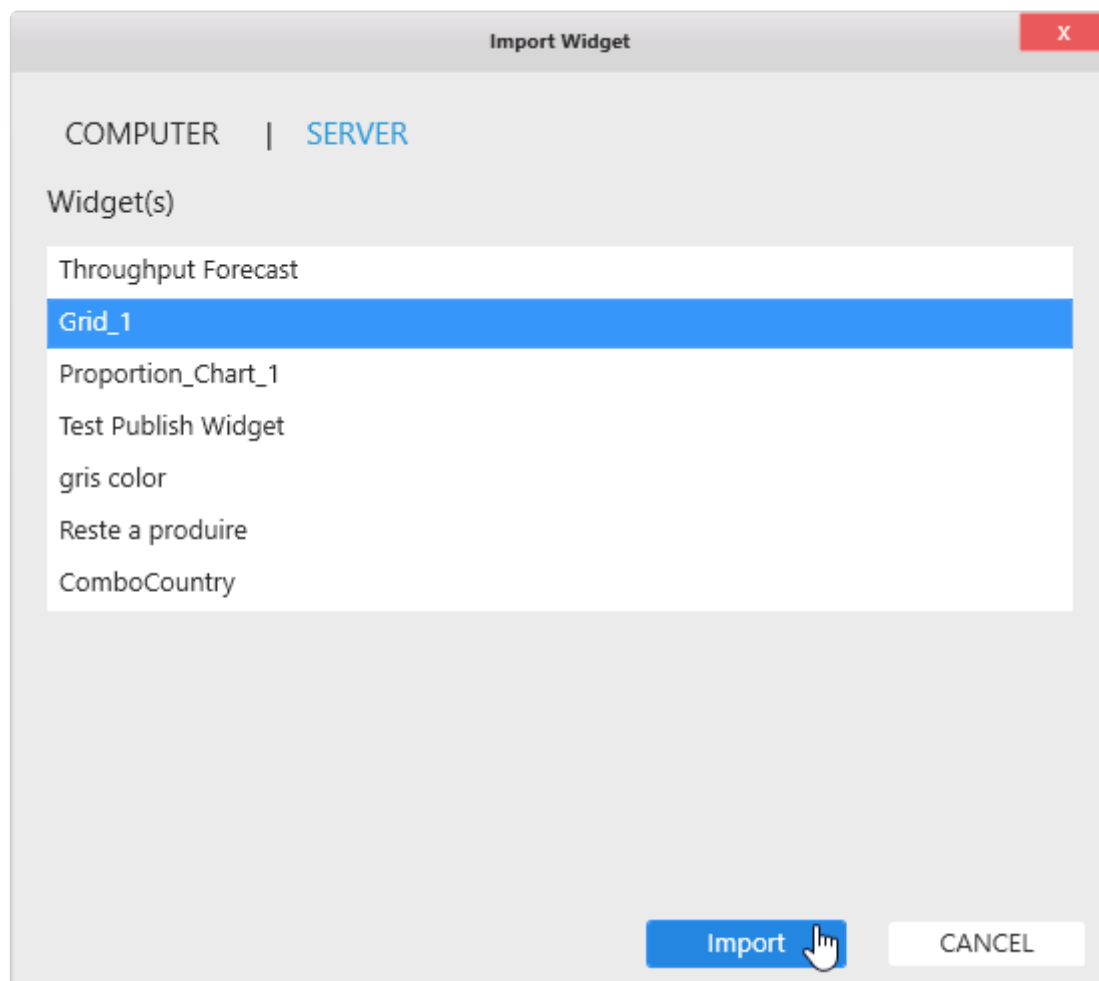 Import Widget
X
COMPUTER | SERVER
Widget(s)
Throughput Forecast
Grid_1
Proportion_Chart_1
Test Publish Widget
gris color
Reste a produire
ComboCountry
Import
CANCEL